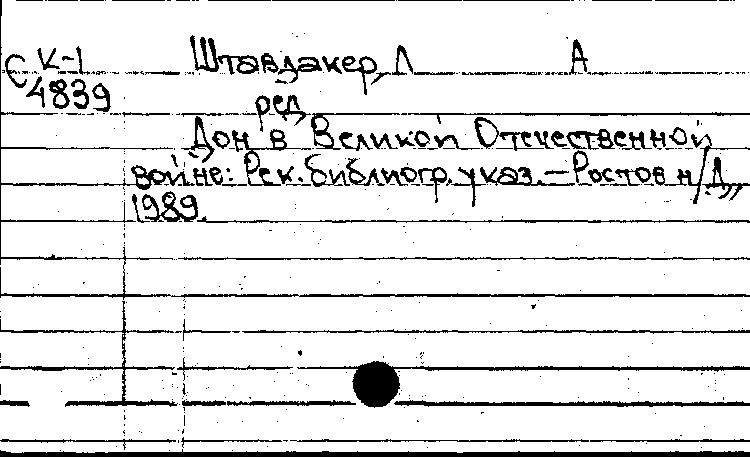 С К-1 Штавдакер, Л А
4839
ред
Дон в Великой Отечественной
войне: Рек. библиогр. указ. — Ростов н/Д,,
1989.